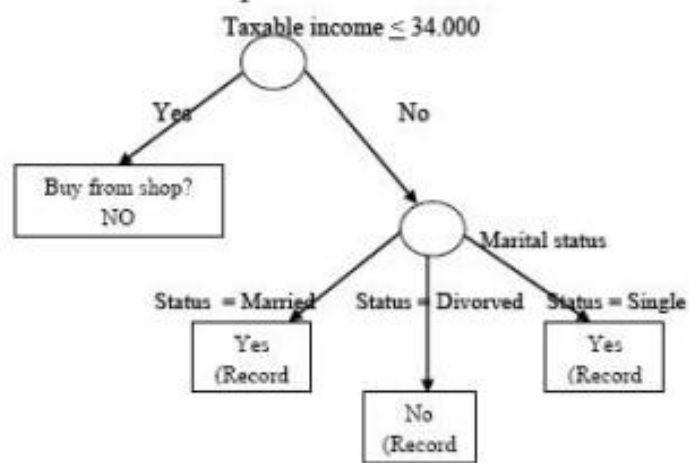 Taxable income ≤ 34.000
Yes
No
Buy from shop?
NO
Marital status
Status = Married
Status = Divorved
Status = Single
Yes
(Record
No
(Record
Yes
(Record